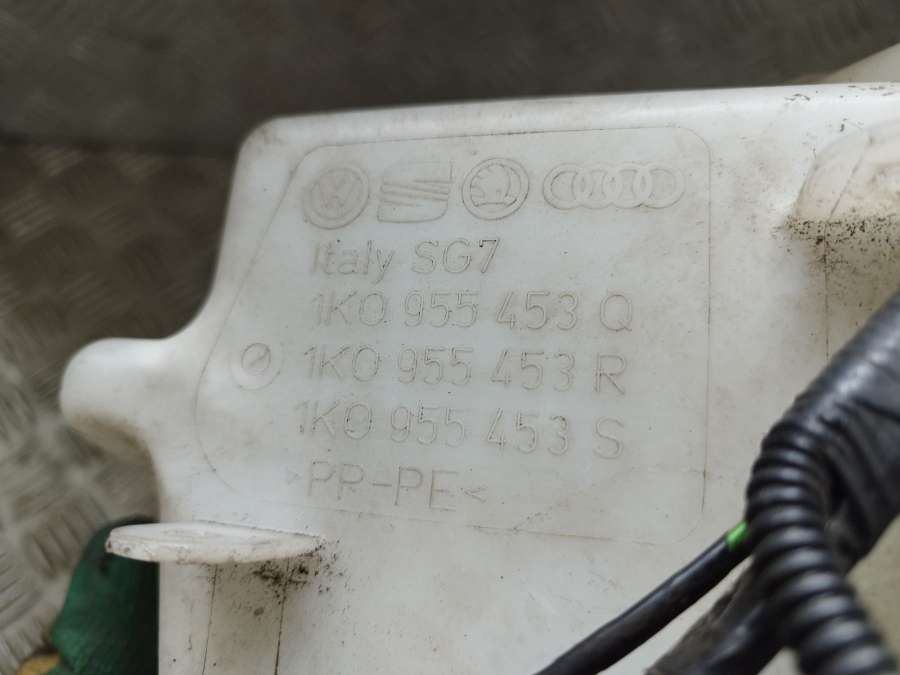 Italy SG7
1K0 955 453 Q
1K0 955 453 R
1K0 955 453 S
>PP-PE<